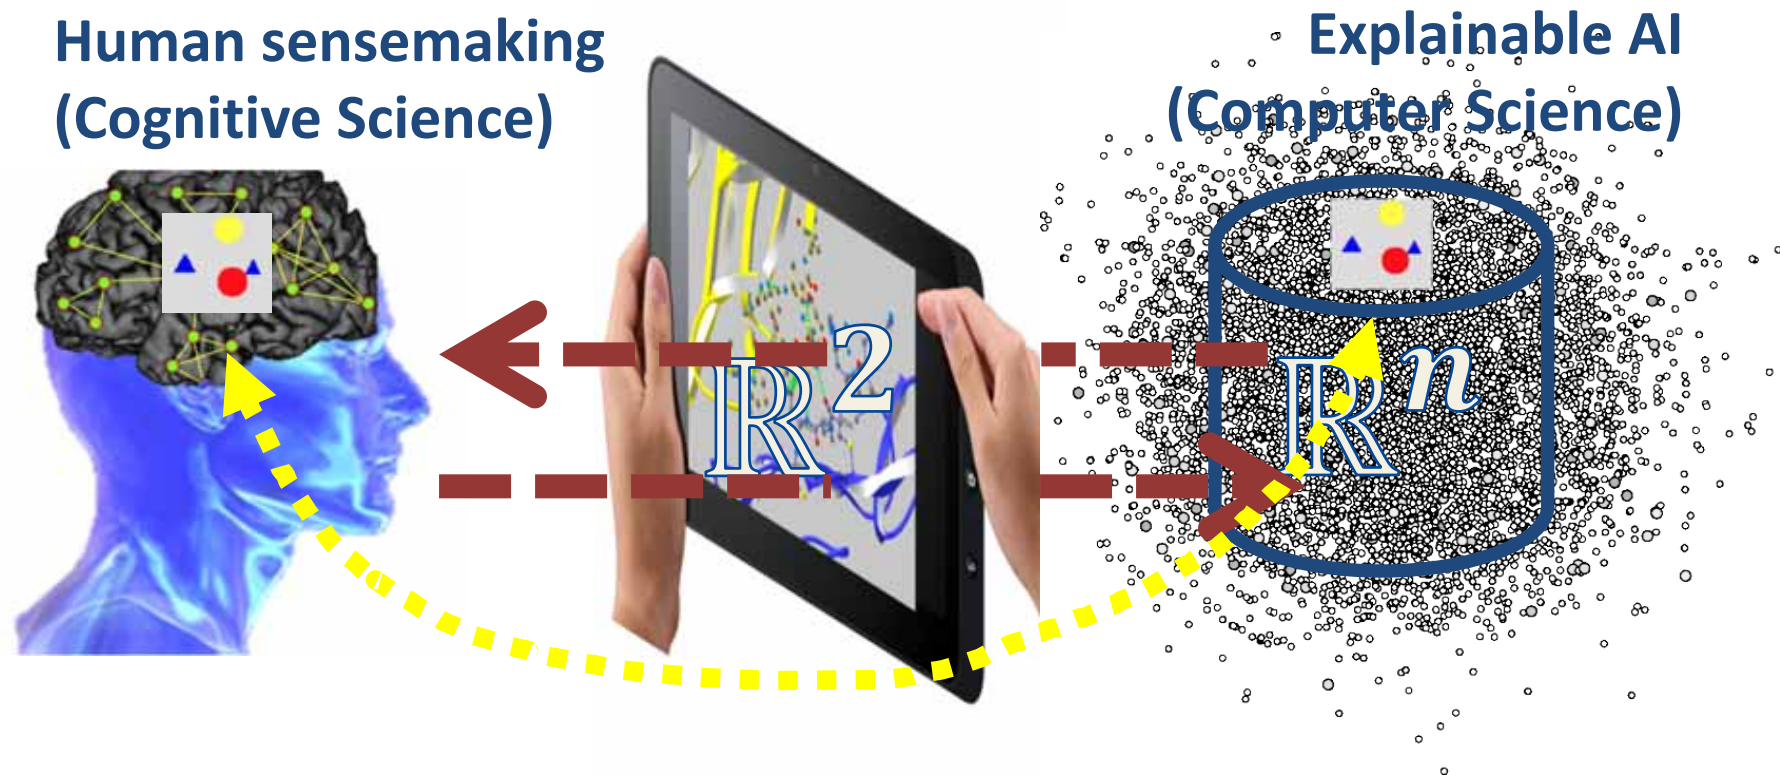 Human sensemaking
(Cognitive Science)
Explainable AI
(Computer Science)
ℝ²
ℝⁿ